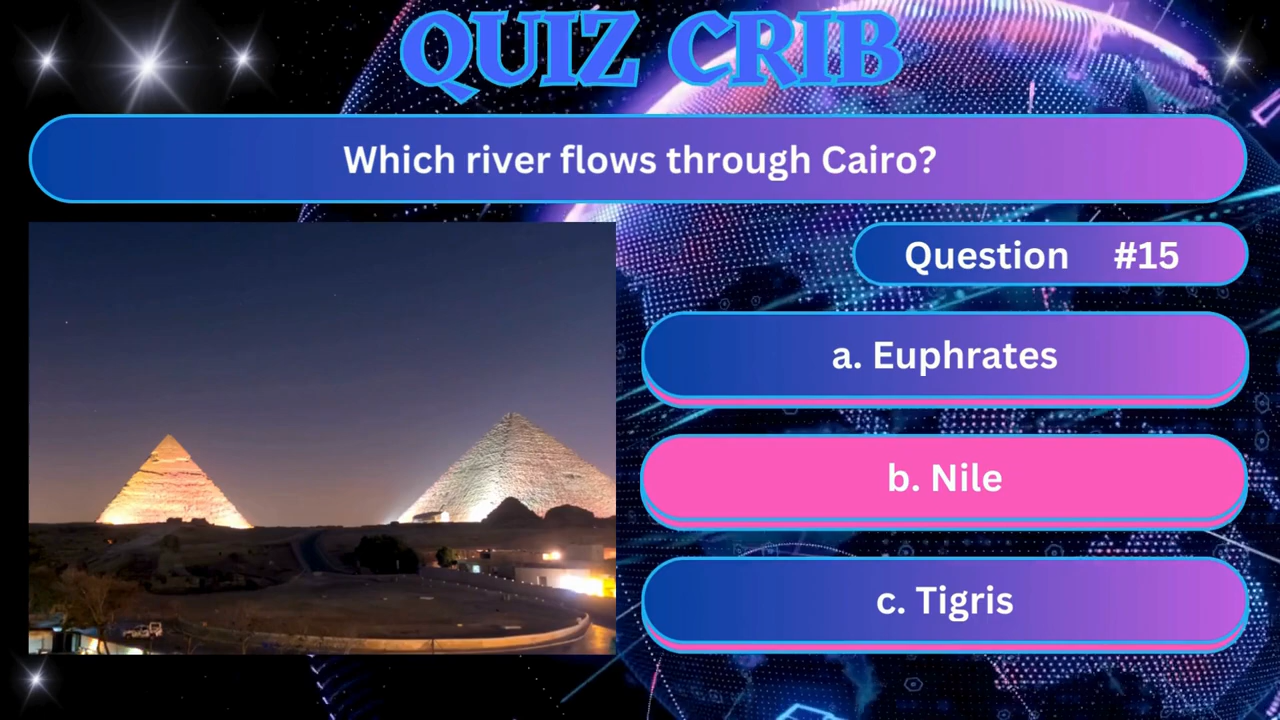 QUIZ CRIB
Which river flows through Cairo?
Question #15
a. Euphrates
b. Nile
c. Tigris